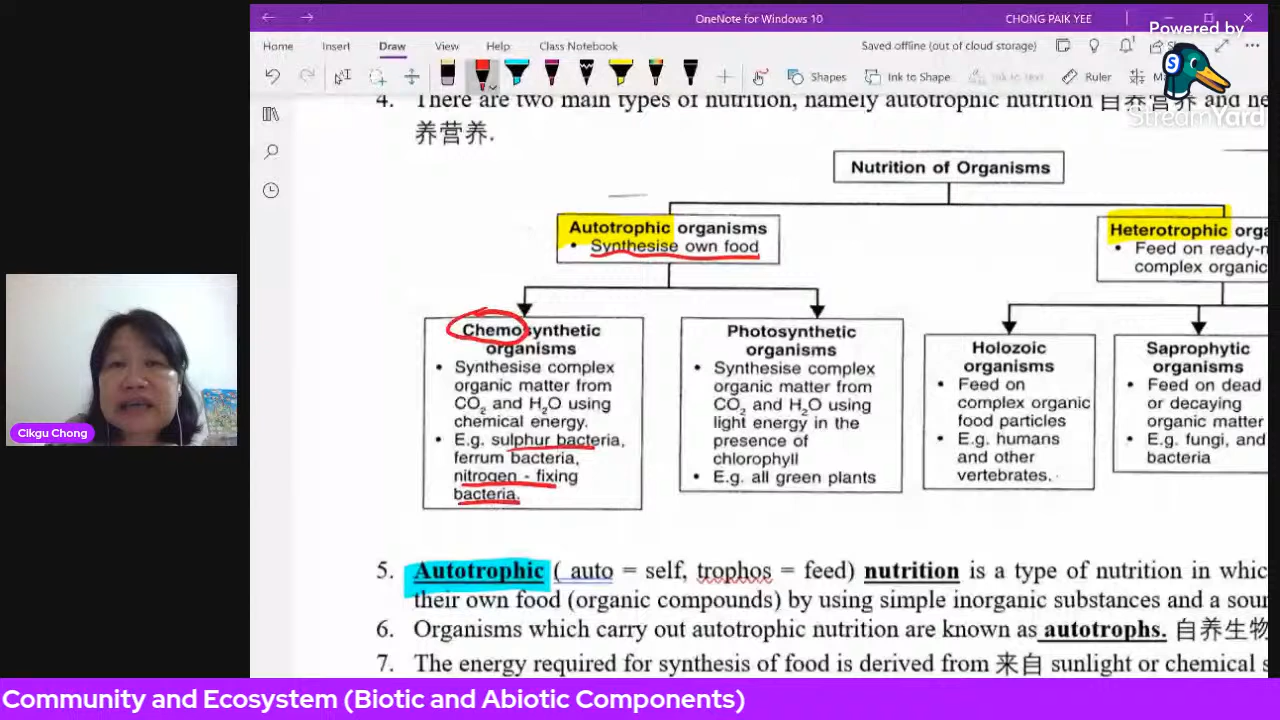 OneNote for Windows 10
CHONG PAIK YEE
Powered by
StreamYard
Home Insert Draw View Help Class Notebook
Saved offline (out of cloud storage)
Shapes Ink to Shape Ink to Text Ruler
4. There are two main types of nutrition, namely autotrophic nutrition 自养营养 and he
养营养.
Nutrition of Organisms
Autotrophic organisms
• Synthesise own food
Heterotrophic orga
• Feed on ready-m
complex organic
Chemosynthetic
organisms
• Synthesise complex
organic matter from
CO₂ and H₂O using
chemical energy.
• E.g. sulphur bacteria,
ferrum bacteria,
nitrogen - fixing
bacteria.
Photosynthetic
organisms
• Synthesise complex
organic matter from
CO₂ and H₂O using
light energy in the
presence of
chlorophyll
• E.g. all green plants
Holozoic
organisms
• Feed on
complex organic
food particles
• E.g. humans
and other
vertebrates.
Saprophytic
organisms
• Feed on dead
or decaying
organic matter
• E.g. fungi, and
bacteria
Cikgu Chong
5. Autotrophic ( auto = self, trophos = feed) nutrition is a type of nutrition in whic
their own food (organic compounds) by using simple inorganic substances and a sour
6. Organisms which carry out autotrophic nutrition are known as autotrophs. 自养生物
7. The energy required for synthesis of food is derived from 来自 sunlight or chemical s
Community and Ecosystem (Biotic and Abiotic Components)